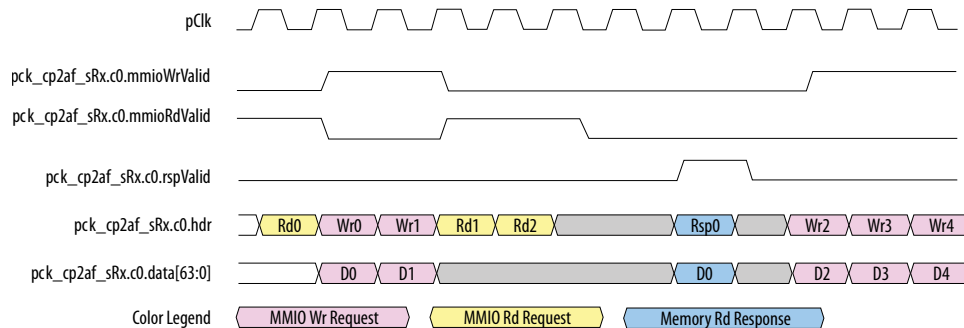 pClk
pck_cp2af_sRx.c0.mmioWrValid
pck_cp2af_sRx.c0.mmioRdValid
pck_cp2af_sRx.c0.rspValid
pck_cp2af_sRx.c0.hdr Rd0 Wr0 Wr1 Rd1 Rd2 Rsp0 Wr2 Wr3 Wr4
pck_cp2af_sRx.c0.data[63:0] D0 D1 D0 D2 D3 D4
Color Legend MMIO Wr Request MMIO Rd Request Memory Rd Response